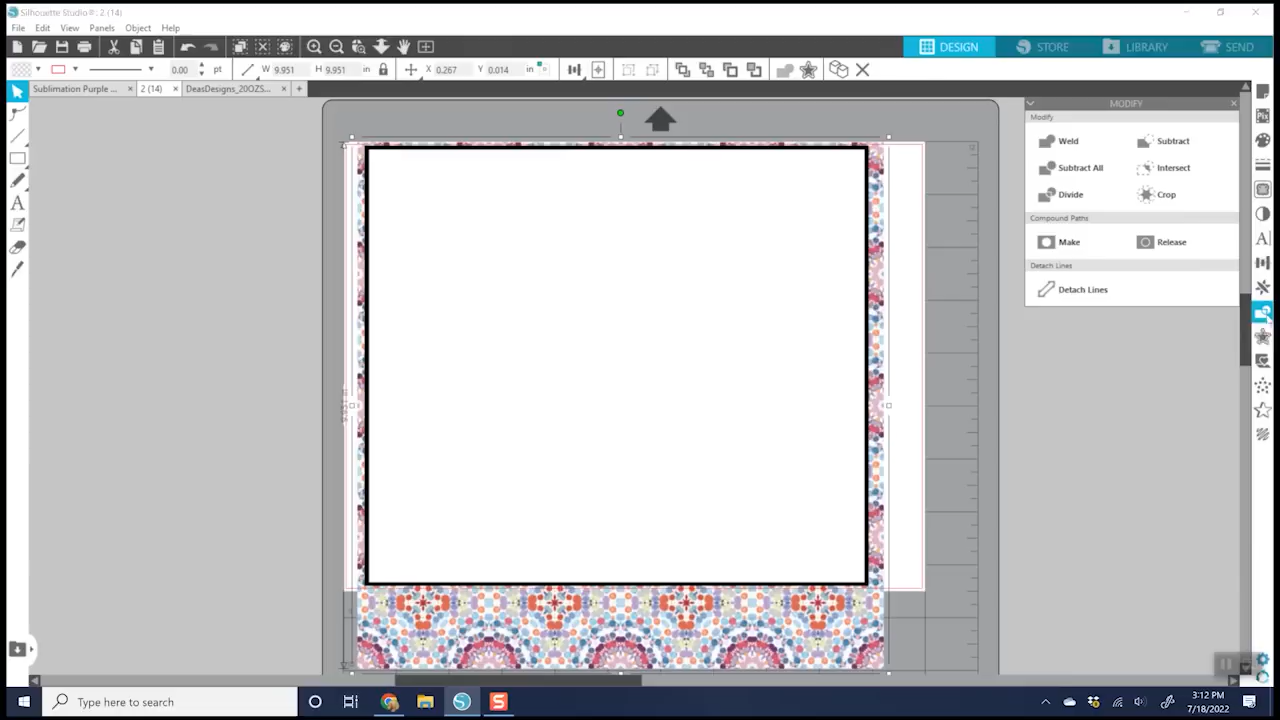 Silhouette Studio®: 2 (14)
File Edit View Panels Object Help
DESIGN STORE LIBRARY SEND
0.00 pt W 9.951 H 9.951 in X 0.267 Y 0.014 in
Sublimation Purple ... × 2 (14) × DeasDesigns_20OZS... × +
MODIFY
Modify
Weld Subtract
Subtract All Intersect
Divide Crop
Compound Paths
Make Release
Detach Lines
Detach Lines
Type here to search
3:12 PM
7/18/2022